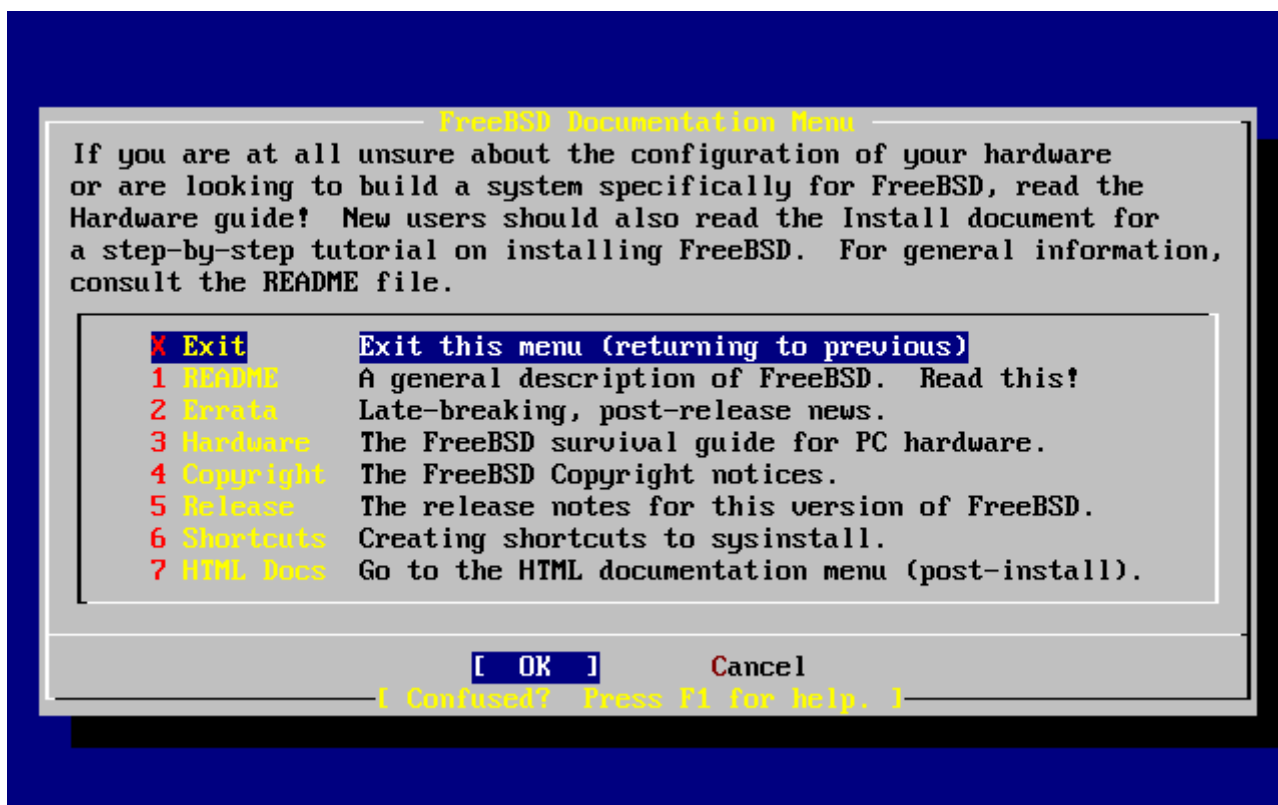 FreeBSD Documentation Menu
If you are at all unsure about the configuration of your hardware
or are looking to build a system specifically for FreeBSD, read the
Hardware guide!  New users should also read the Install document for
a step-by-step tutorial on installing FreeBSD.  For general information,
consult the README file.
X Exit Exit this menu (returning to previous)
1 README A general description of FreeBSD.  Read this!
2 Errata Late-breaking, post-release news.
3 Hardware The FreeBSD survival guide for PC hardware.
4 Copyright The FreeBSD Copyright notices.
5 Release The release notes for this version of FreeBSD.
6 Shortcuts Creating shortcuts to sysinstall.
7 HTML Docs Go to the HTML documentation menu (post-install).
[ OK ] Cancel
[ Confused?  Press F1 for help. ]